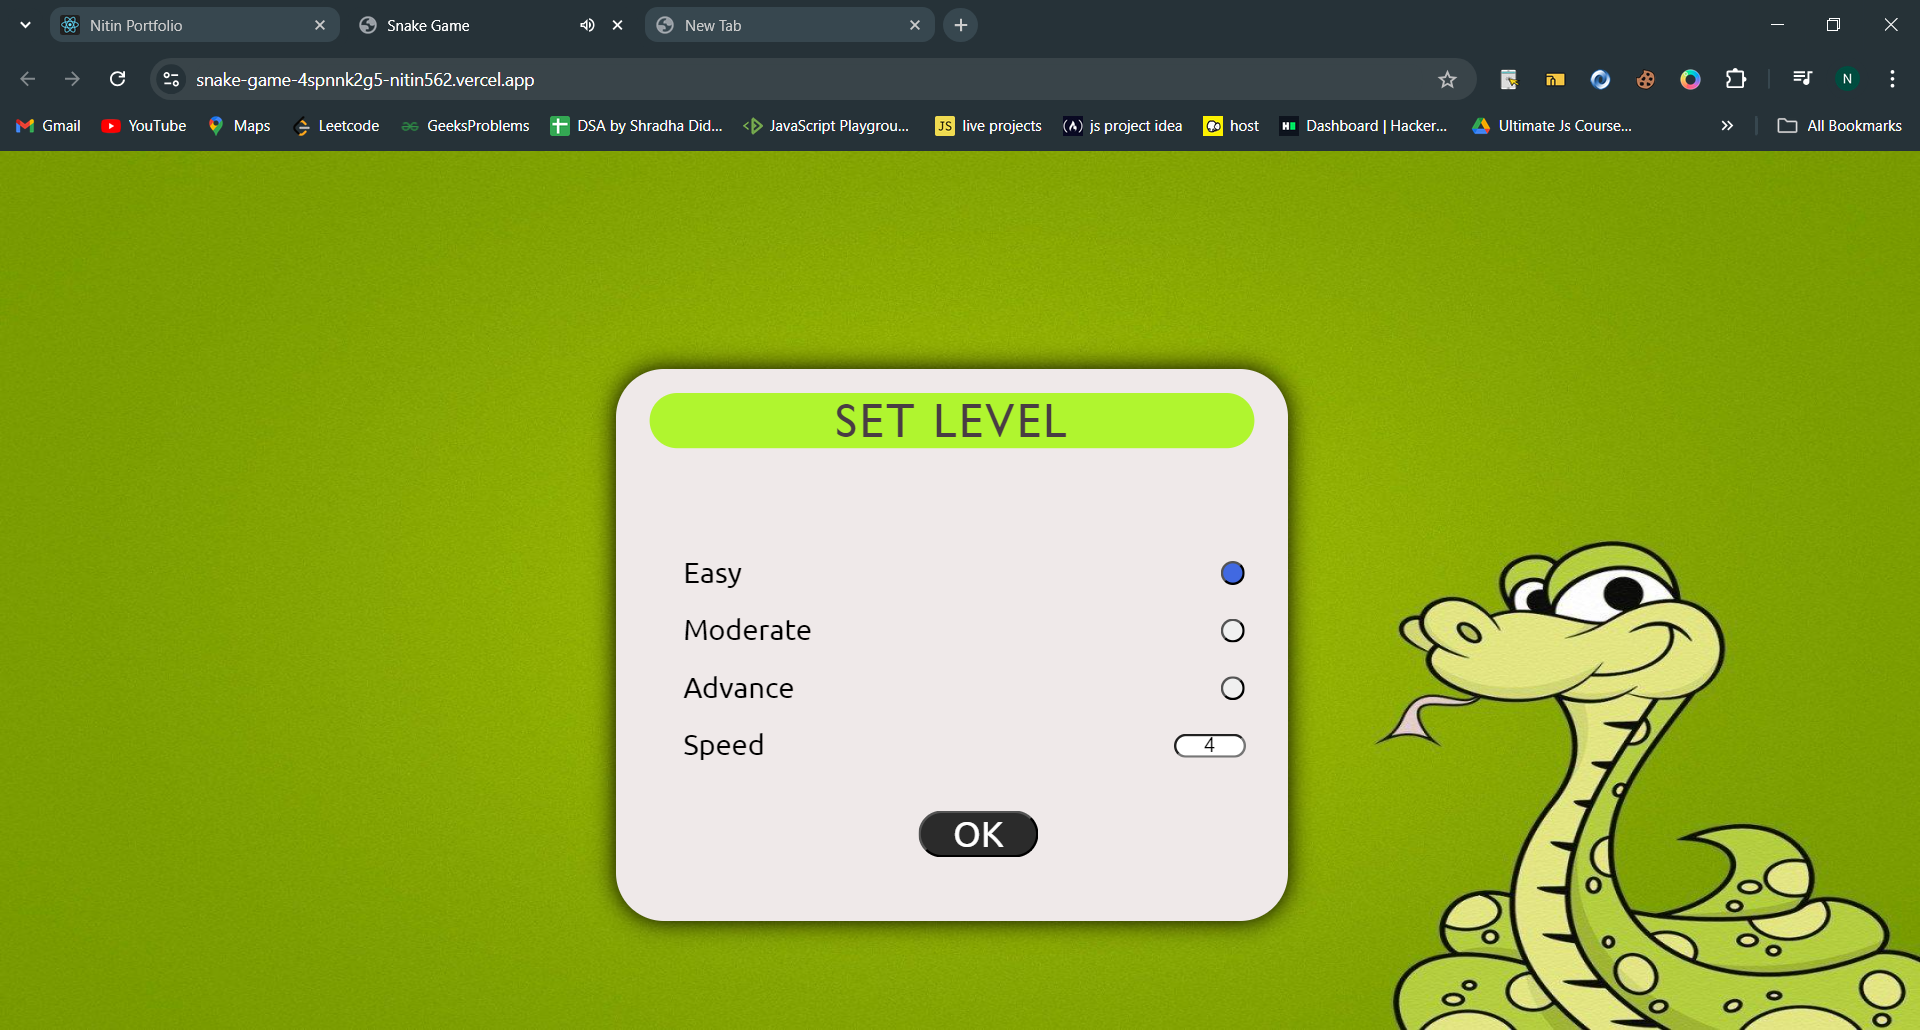 Nitin Portfolio
Snake Game
New Tab
snake-game-4spnnk2g5-nitin562.vercel.app
N
Gmail
YouTube
Maps
Leetcode
GeeksProblems
DSA by Shradha Did...
JavaScript Playgrou...
JS live projects
(A) js project idea
host
Dashboard | Hacker...
Ultimate Js Course...
All Bookmarks
SET LEVEL
Easy
Moderate
Advance
Speed 4
OK